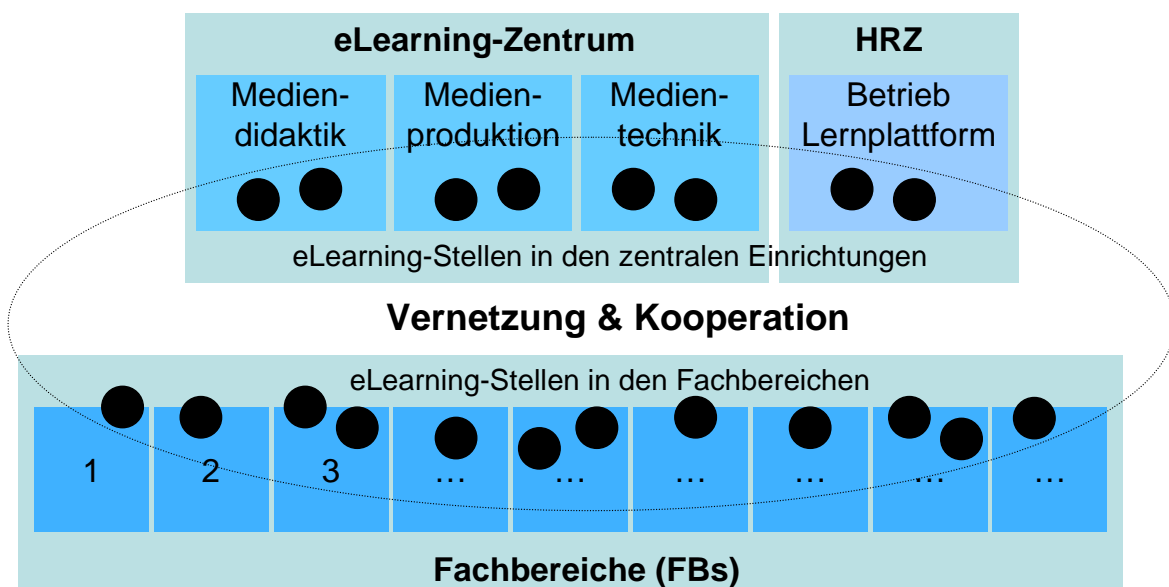 eLearning-Zentrum
HRZ
Medien-
didaktik
Medien-
produktion
Medien-
technik
Betrieb
Lernplattform
eLearning-Stellen in den zentralen Einrichtungen
Vernetzung & Kooperation
eLearning-Stellen in den Fachbereichen
1 2 3 … … … … … …
Fachbereiche (FBs)